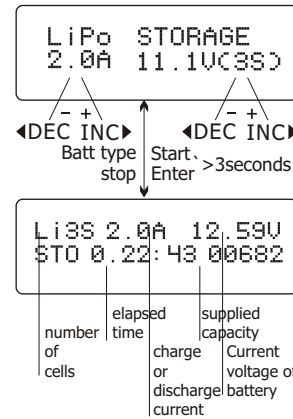 LiPo STORAGE
2.0A 11.1V(3S)
- + - +
◀DEC INC▶ ◀DEC INC▶
Batt type Start、
stop Enter >3seconds
Li3S 2.0A 12.59V
STO 0.22:43 00682
elapsed supplied
number time capacity
of charge Current
cells or voltage of
discharge battery
current